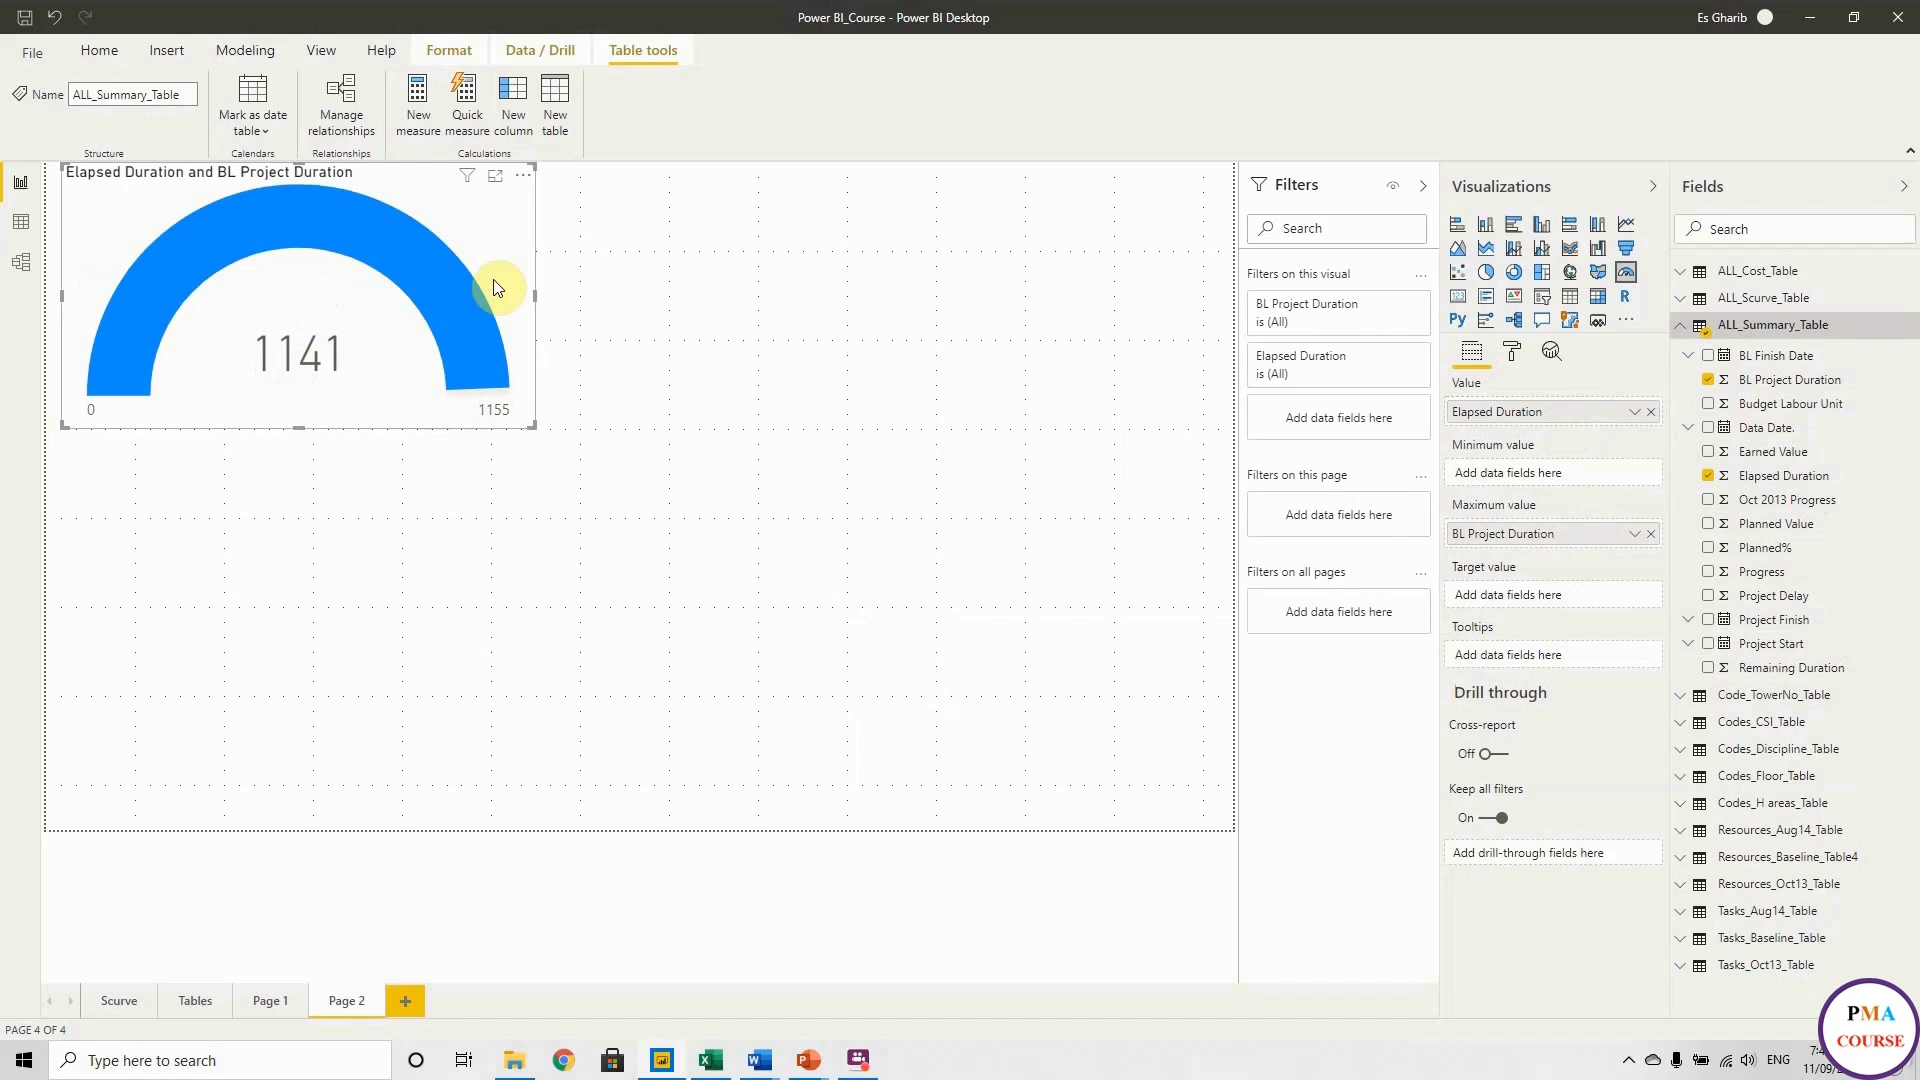 Power BI_Course - Power BI Desktop
Es Gharib
File
Home
Insert
Modeling
View
Help
Format
Data / Drill
Table tools
Name
ALL_Summary_Table
Mark as date
table
Manage
relationships
New
measure
Quick
measure
New
column
New
table
Structure
Calendars
Relationships
Calculations
Elapsed Duration and BL Project Duration
1141
0
1155
Filters
Search
Filters on this visual
...
BL Project Duration
is (All)
Elapsed Duration
is (All)
Add data fields here
Filters on this page
...
Add data fields here
Filters on all pages
...
Add data fields here
Visualizations
R
Py
...
Value
Elapsed Duration
Minimum value
Add data fields here
Maximum value
BL Project Duration
Target value
Add data fields here
Tooltips
Add data fields here
Drill through
Cross-report
Off
Keep all filters
On
Add drill-through fields here
Fields
Search
ALL_Cost_Table
ALL_Scurve_Table
ALL_Summary_Table
BL Finish Date
BL Project Duration
Budget Labour Unit
Data Date.
Earned Value
Elapsed Duration
Oct 2013 Progress
Planned Value
Planned%
Progress
Project Delay
Project Finish
Project Start
Remaining Duration
Code_TowerNo_Table
Codes_CSI_Table
Codes_Discipline_Table
Codes_Floor_Table
Codes_H areas_Table
Resources_Aug14_Table
Resources_Baseline_Table4
Resources_Oct13_Table
Tasks_Aug14_Table
Tasks_Baseline_Table
Tasks_Oct13_Table
Scurve
Tables
Page 1
Page 2
+
PAGE 4 OF 4
Type here to search
ENG
PMA
COURSE